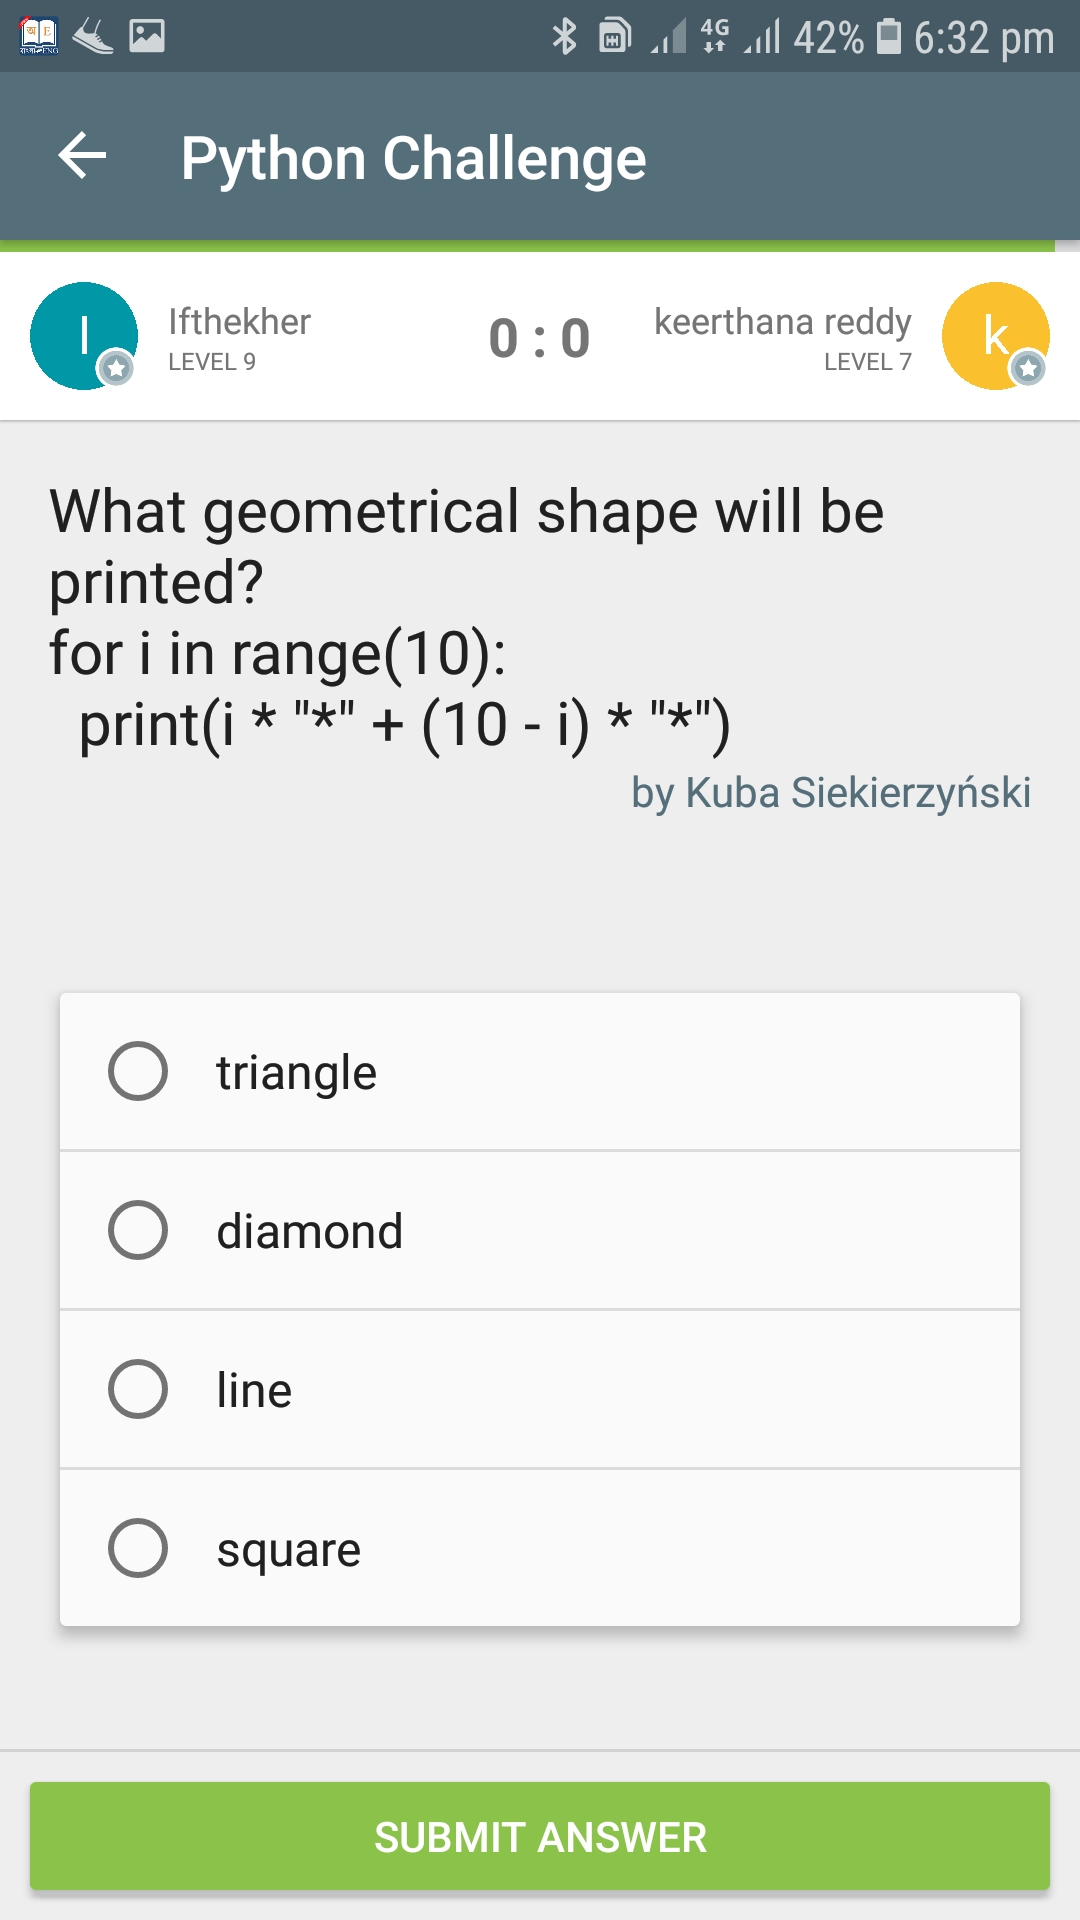 4G 42% 6:32 pm
Python Challenge
I
Ifthekher
LEVEL 9
0 : 0
keerthana reddy
LEVEL 7
k
What geometrical shape will be
printed?
for i in range(10):
print(i * "*" + (10 - i) * "*")
by Kuba Siekierzyński
triangle
diamond
line
square
SUBMIT ANSWER